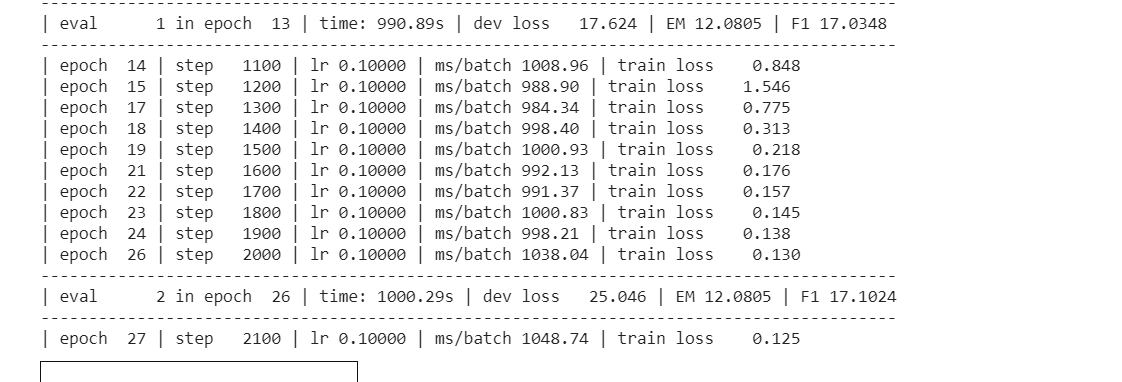 ---------------------------------------------------------------------------------------------
| eval      1 in epoch  13 | time: 990.89s | dev loss   17.624 | EM 12.0805 | F1 17.0348
-----------------------------------------------------------------------------------------
| epoch  14 | step   1100 | lr 0.10000 | ms/batch 1008.96 | train loss    0.848
| epoch  15 | step   1200 | lr 0.10000 | ms/batch 988.90 | train loss    1.546
| epoch  17 | step   1300 | lr 0.10000 | ms/batch 984.34 | train loss    0.775
| epoch  18 | step   1400 | lr 0.10000 | ms/batch 998.40 | train loss    0.313
| epoch  19 | step   1500 | lr 0.10000 | ms/batch 1000.93 | train loss    0.218
| epoch  21 | step   1600 | lr 0.10000 | ms/batch 992.13 | train loss    0.176
| epoch  22 | step   1700 | lr 0.10000 | ms/batch 991.37 | train loss    0.157
| epoch  23 | step   1800 | lr 0.10000 | ms/batch 1000.83 | train loss    0.145
| epoch  24 | step   1900 | lr 0.10000 | ms/batch 998.21 | train loss    0.138
| epoch  26 | step   2000 | lr 0.10000 | ms/batch 1038.04 | train loss    0.130
-----------------------------------------------------------------------------------------
| eval      2 in epoch  26 | time: 1000.29s | dev loss   25.046 | EM 12.0805 | F1 17.1024
-----------------------------------------------------------------------------------------
| epoch  27 | step   2100 | lr 0.10000 | ms/batch 1048.74 | train loss    0.125